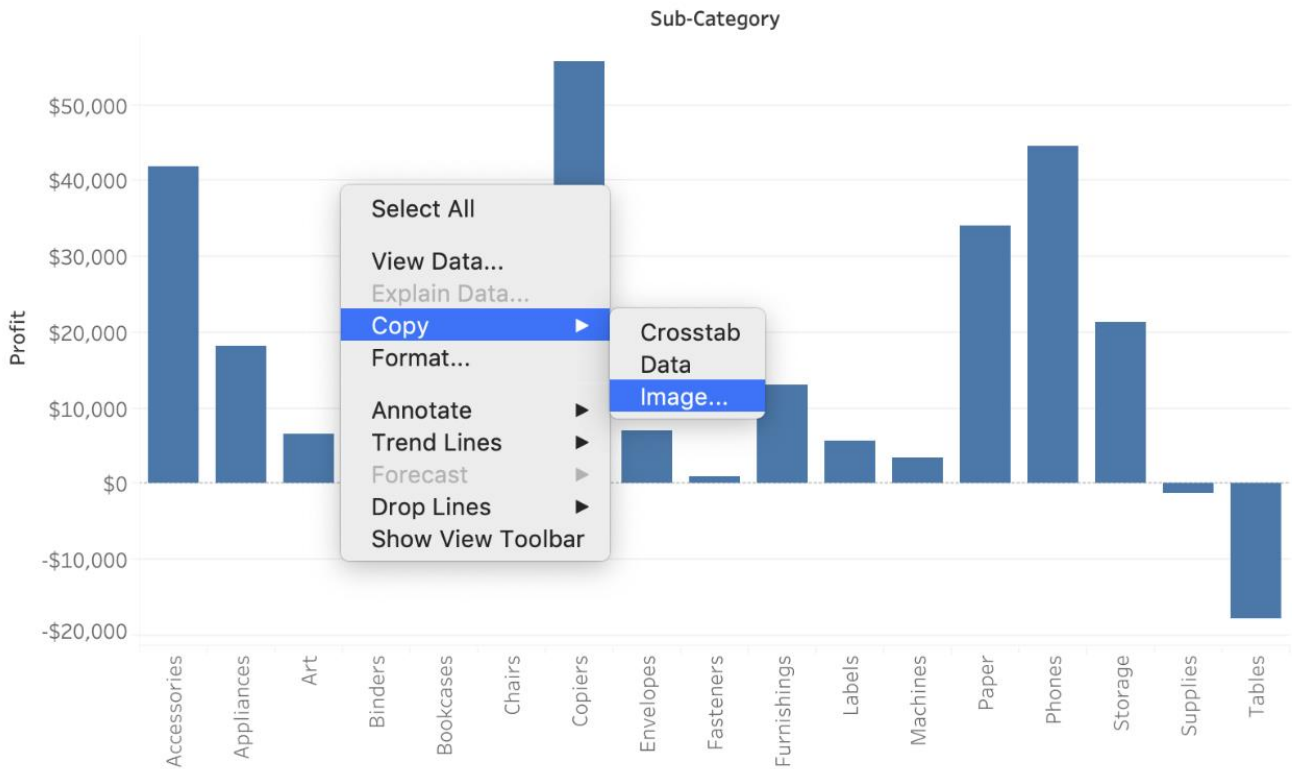 Sub-Category
Profit
$50,000
$40,000
$30,000
$20,000
$10,000
$0
-$10,000
-$20,000
Select All
View Data...
Explain Data...
Copy
Format...
Annotate
Trend Lines
Forecast
Drop Lines
Show View Toolbar
Crosstab
Data
Image...
Accessories
Appliances
Art
Binders
Bookcases
Chairs
Copiers
Envelopes
Fasteners
Furnishings
Labels
Machines
Paper
Phones
Storage
Supplies
Tables